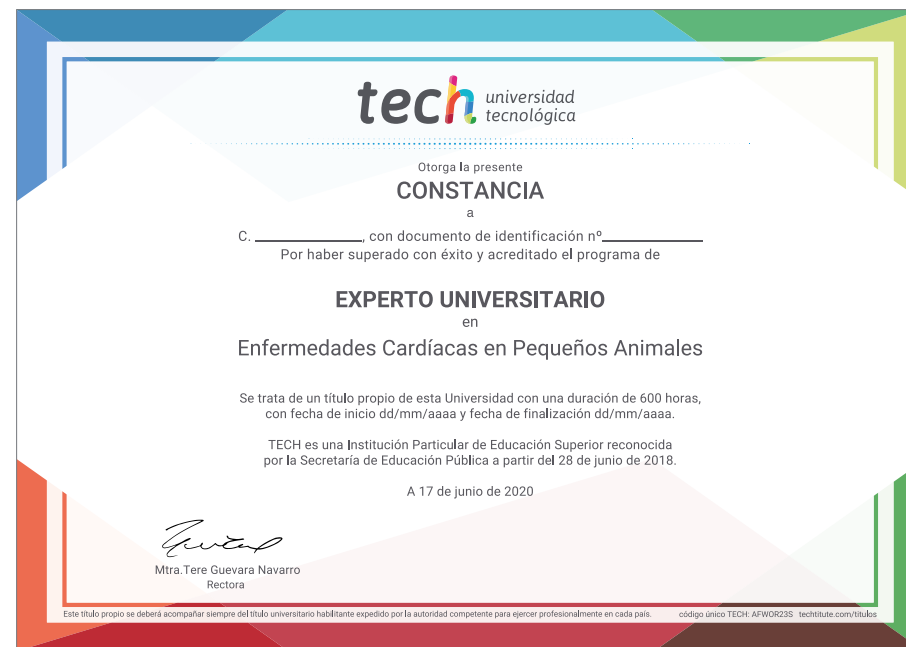 tech universidad
tecnológica
Otorga la presente
CONSTANCIA
a
C. ____________, con documento de identificación nº____________
Por haber superado con éxito y acreditado el programa de
EXPERTO UNIVERSITARIO
en
Enfermedades Cardíacas en Pequeños Animales
Se trata de un título propio de esta Universidad con una duración de 600 horas,
con fecha de inicio dd/mm/aaaa y fecha de finalización dd/mm/aaaa.
TECH es una Institución Particular de Educación Superior reconocida
por la Secretaría de Educación Pública a partir del 28 de junio de 2018.
A 17 de junio de 2020
Mtra.Tere Guevara Navarro
Rectora
Este título propio se deberá acompañar siempre del título universitario habilitante expedido por la autoridad competente para ejercer profesionalmente en cada país. código único TECH: AFWOR23S techtitute.com/títulos